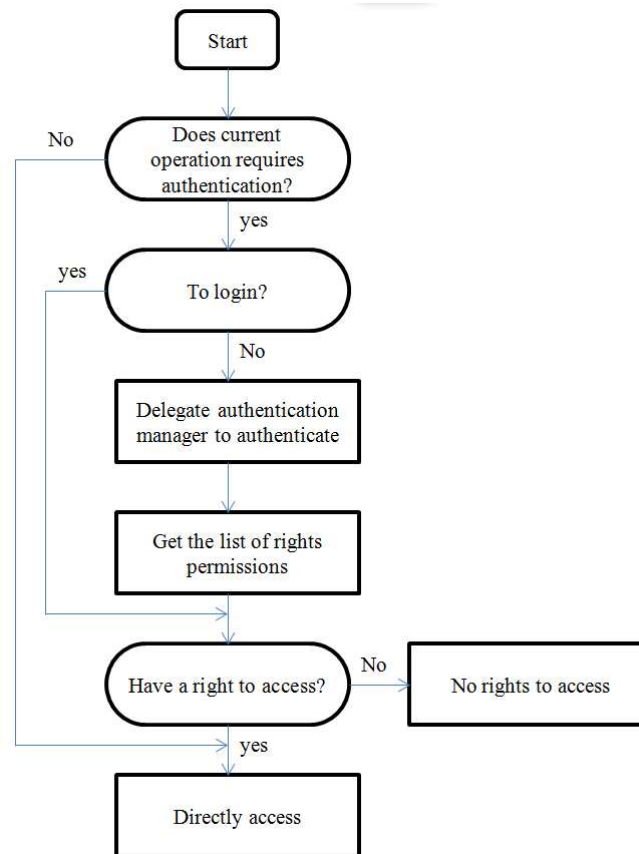 Start
No
Does current
operation requires
authentication?
yes
yes
To login?
No
Delegate authentication
manager to authenticate
Get the list of rights
permissions
Have a right to access?
No
No rights to access
yes
Directly access